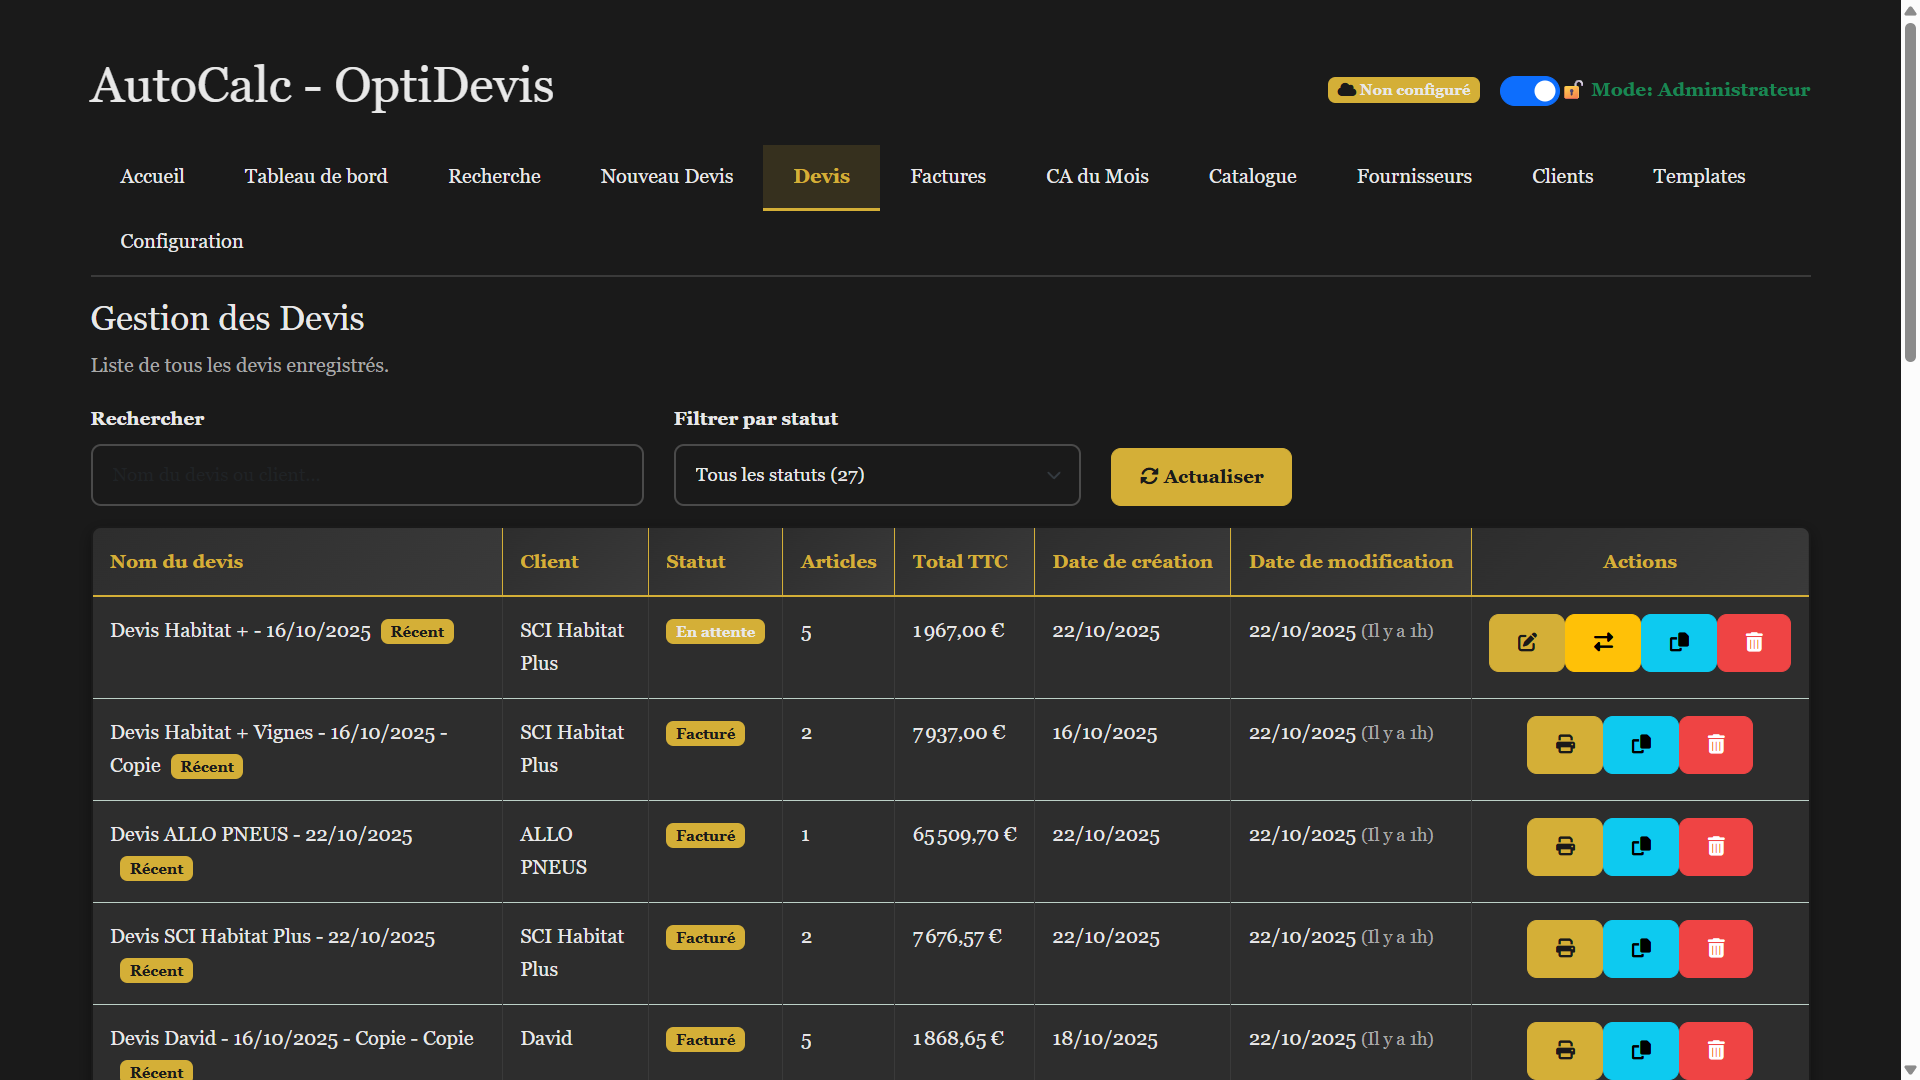 AutoCalc - OptiDevis
Non configuré
Mode: Administrateur
Accueil
Tableau de bord
Recherche
Nouveau Devis
Devis
Factures
CA du Mois
Catalogue
Fournisseurs
Clients
Templates
Configuration
Gestion des Devis
Liste de tous les devis enregistrés.
Rechercher
Filtrer par statut
Nom du devis ou client...
Tous les statuts (27)
Actualiser
Nom du devis Client Statut Articles Total TTC Date de création Date de modification Actions
Devis Habitat + - 16/10/2025 Récent SCI Habitat Plus En attente 5 1 967,00 € 22/10/2025 22/10/2025 (Il y a 1h)
Devis Habitat + Vignes - 16/10/2025 - Copie Récent SCI Habitat Plus Facturé 2 7 937,00 € 16/10/2025 22/10/2025 (Il y a 1h)
Devis ALLO PNEUS - 22/10/2025 Récent ALLO PNEUS Facturé 1 65 509,70 € 22/10/2025 22/10/2025 (Il y a 1h)
Devis SCI Habitat Plus - 22/10/2025 Récent SCI Habitat Plus Facturé 2 7 676,57 € 22/10/2025 22/10/2025 (Il y a 1h)
Devis David - 16/10/2025 - Copie - Copie Récent David Facturé 5 1 868,65 € 18/10/2025 22/10/2025 (Il y a 1h)